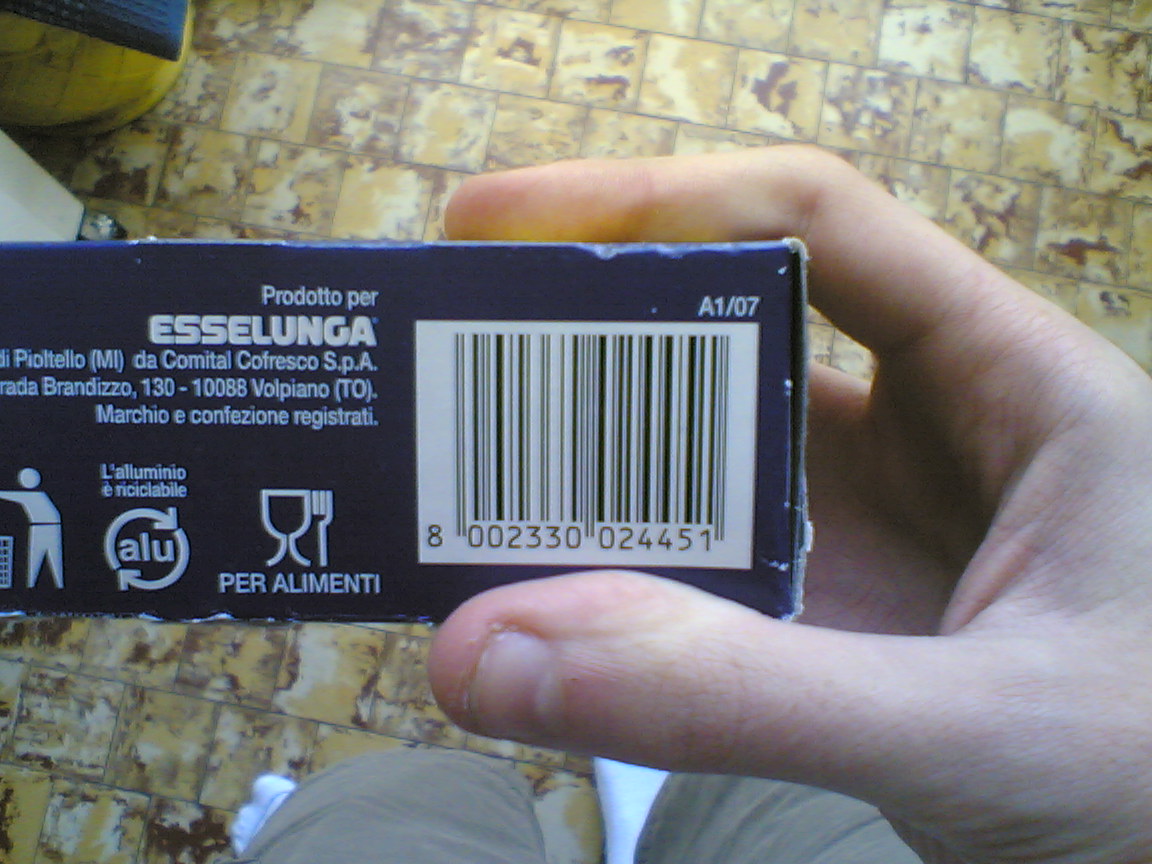 Prodotto per
ESSELUNGA
di Pioltello (MI) da Comital Cofresco S.p.A.
Brandizzo, 130 - 10088 Volpiano (TO).
Marchio e confezione registrati.
L'alluminio
è riciclabile
alu
PER ALIMENTI
A1/07
8 002330 024451